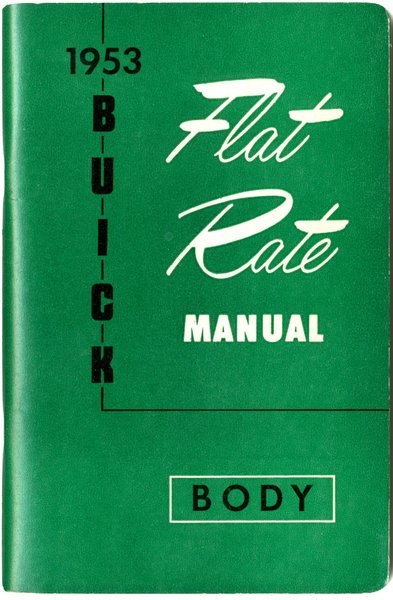 1953
BUICK
Flat
Rate
MANUAL
BODY